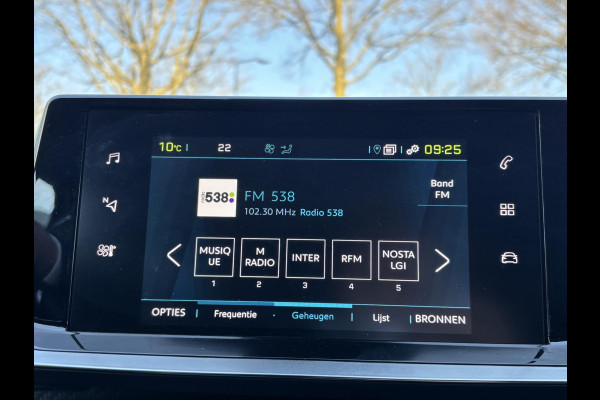 10°C 22 09:25
538 FM 538
Band
FM
102.30 MHz Radio 538
N
MUSIQ
UE
M
RADIO
INTER
RFM
NOSTA
LGI
1 2 3 4 5
OPTIES Frequentie Geheugen Lijst BRONNEN